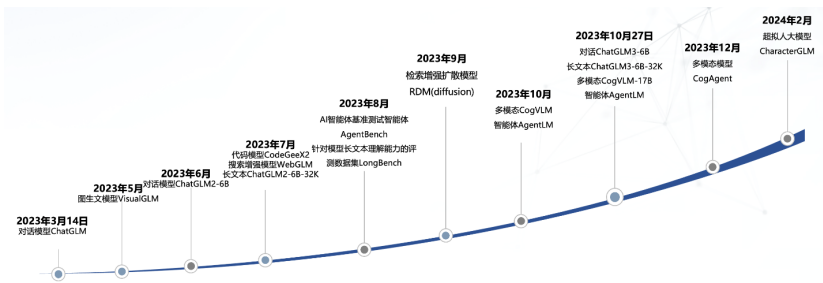 2023年3月14日
对话模型ChatGLM
2023年5月
图生文模型VisualGLM
2023年6月
对话模型ChatGLM2-6B
2023年7月
代码模型CodeGeeX2
搜索增强模型WebGLM
长文本ChatGLM2-6B-32K
2023年8月
AI智能体基准测试智能体
AgentBench
针对模型长文本理解能力的评
测数据集LongBench
2023年9月
检索增强扩散模型
RDM(diffusion)
2023年10月
多模态CogVLM
智能体AgentLM
2023年10月27日
对话ChatGLM3-6B
长文本ChatGLM3-6B-32K
多模态CogVLM-17B
智能体AgentLM
2023年12月
多模态模型
CogAgent
2024年2月
超拟人大模型
CharacterGLM